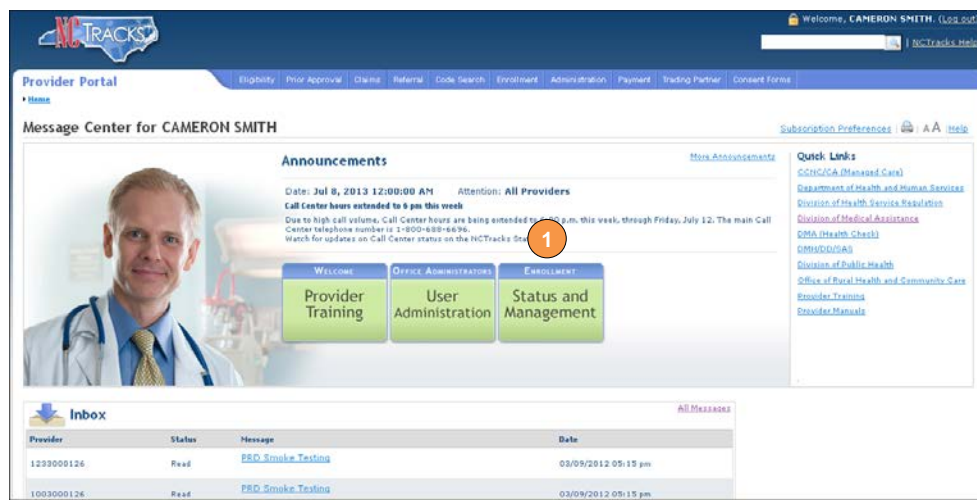 NCTRACKS
Welcome, CAMERON SMITH. (Log out)
| NCTracks Help
Provider Portal
Eligibility Prior Approval Claims Referral Code Search Enrollment Administration Payment Trading Partner Consent Forms
Home
Message Center for CAMERON SMITH
Subscription Preferences | | A A | Help
Announcements
More Announcements
Date: Jul 8, 2013 12:00:00 AM Attention: All Providers
Call Center hours extended to 6 pm this week
Due to high call volume, Call Center hours are being extended to 6:00 p.m. this week, through Friday, July 12. The main Call
Center telephone number is 1-800-688-6696.
Watch for updates on Call Center status on the NCTracks
1
WELCOME
Provider
Training
OFFICE ADMINISTRATORS
User
Administration
ENROLLMENT
Status and
Management
Quick Links
CCNC/CA (Managed Care)
Department of Health and Human Services
Division of Health Service Regulation
Division of Medical Assistance
DMA (Health Check)
DMH/DD/SAS
Division of Public Health
Office of Rural Health and Community Care
Provider Training
Provider Manuals
Inbox
All Messages
Provider Status Message Date
1233000126 Read PRD Smoke Testing 03/09/2012 05:15 pm
1003000126 Read PRD Smoke Testing 03/09/2012 05:15 pm